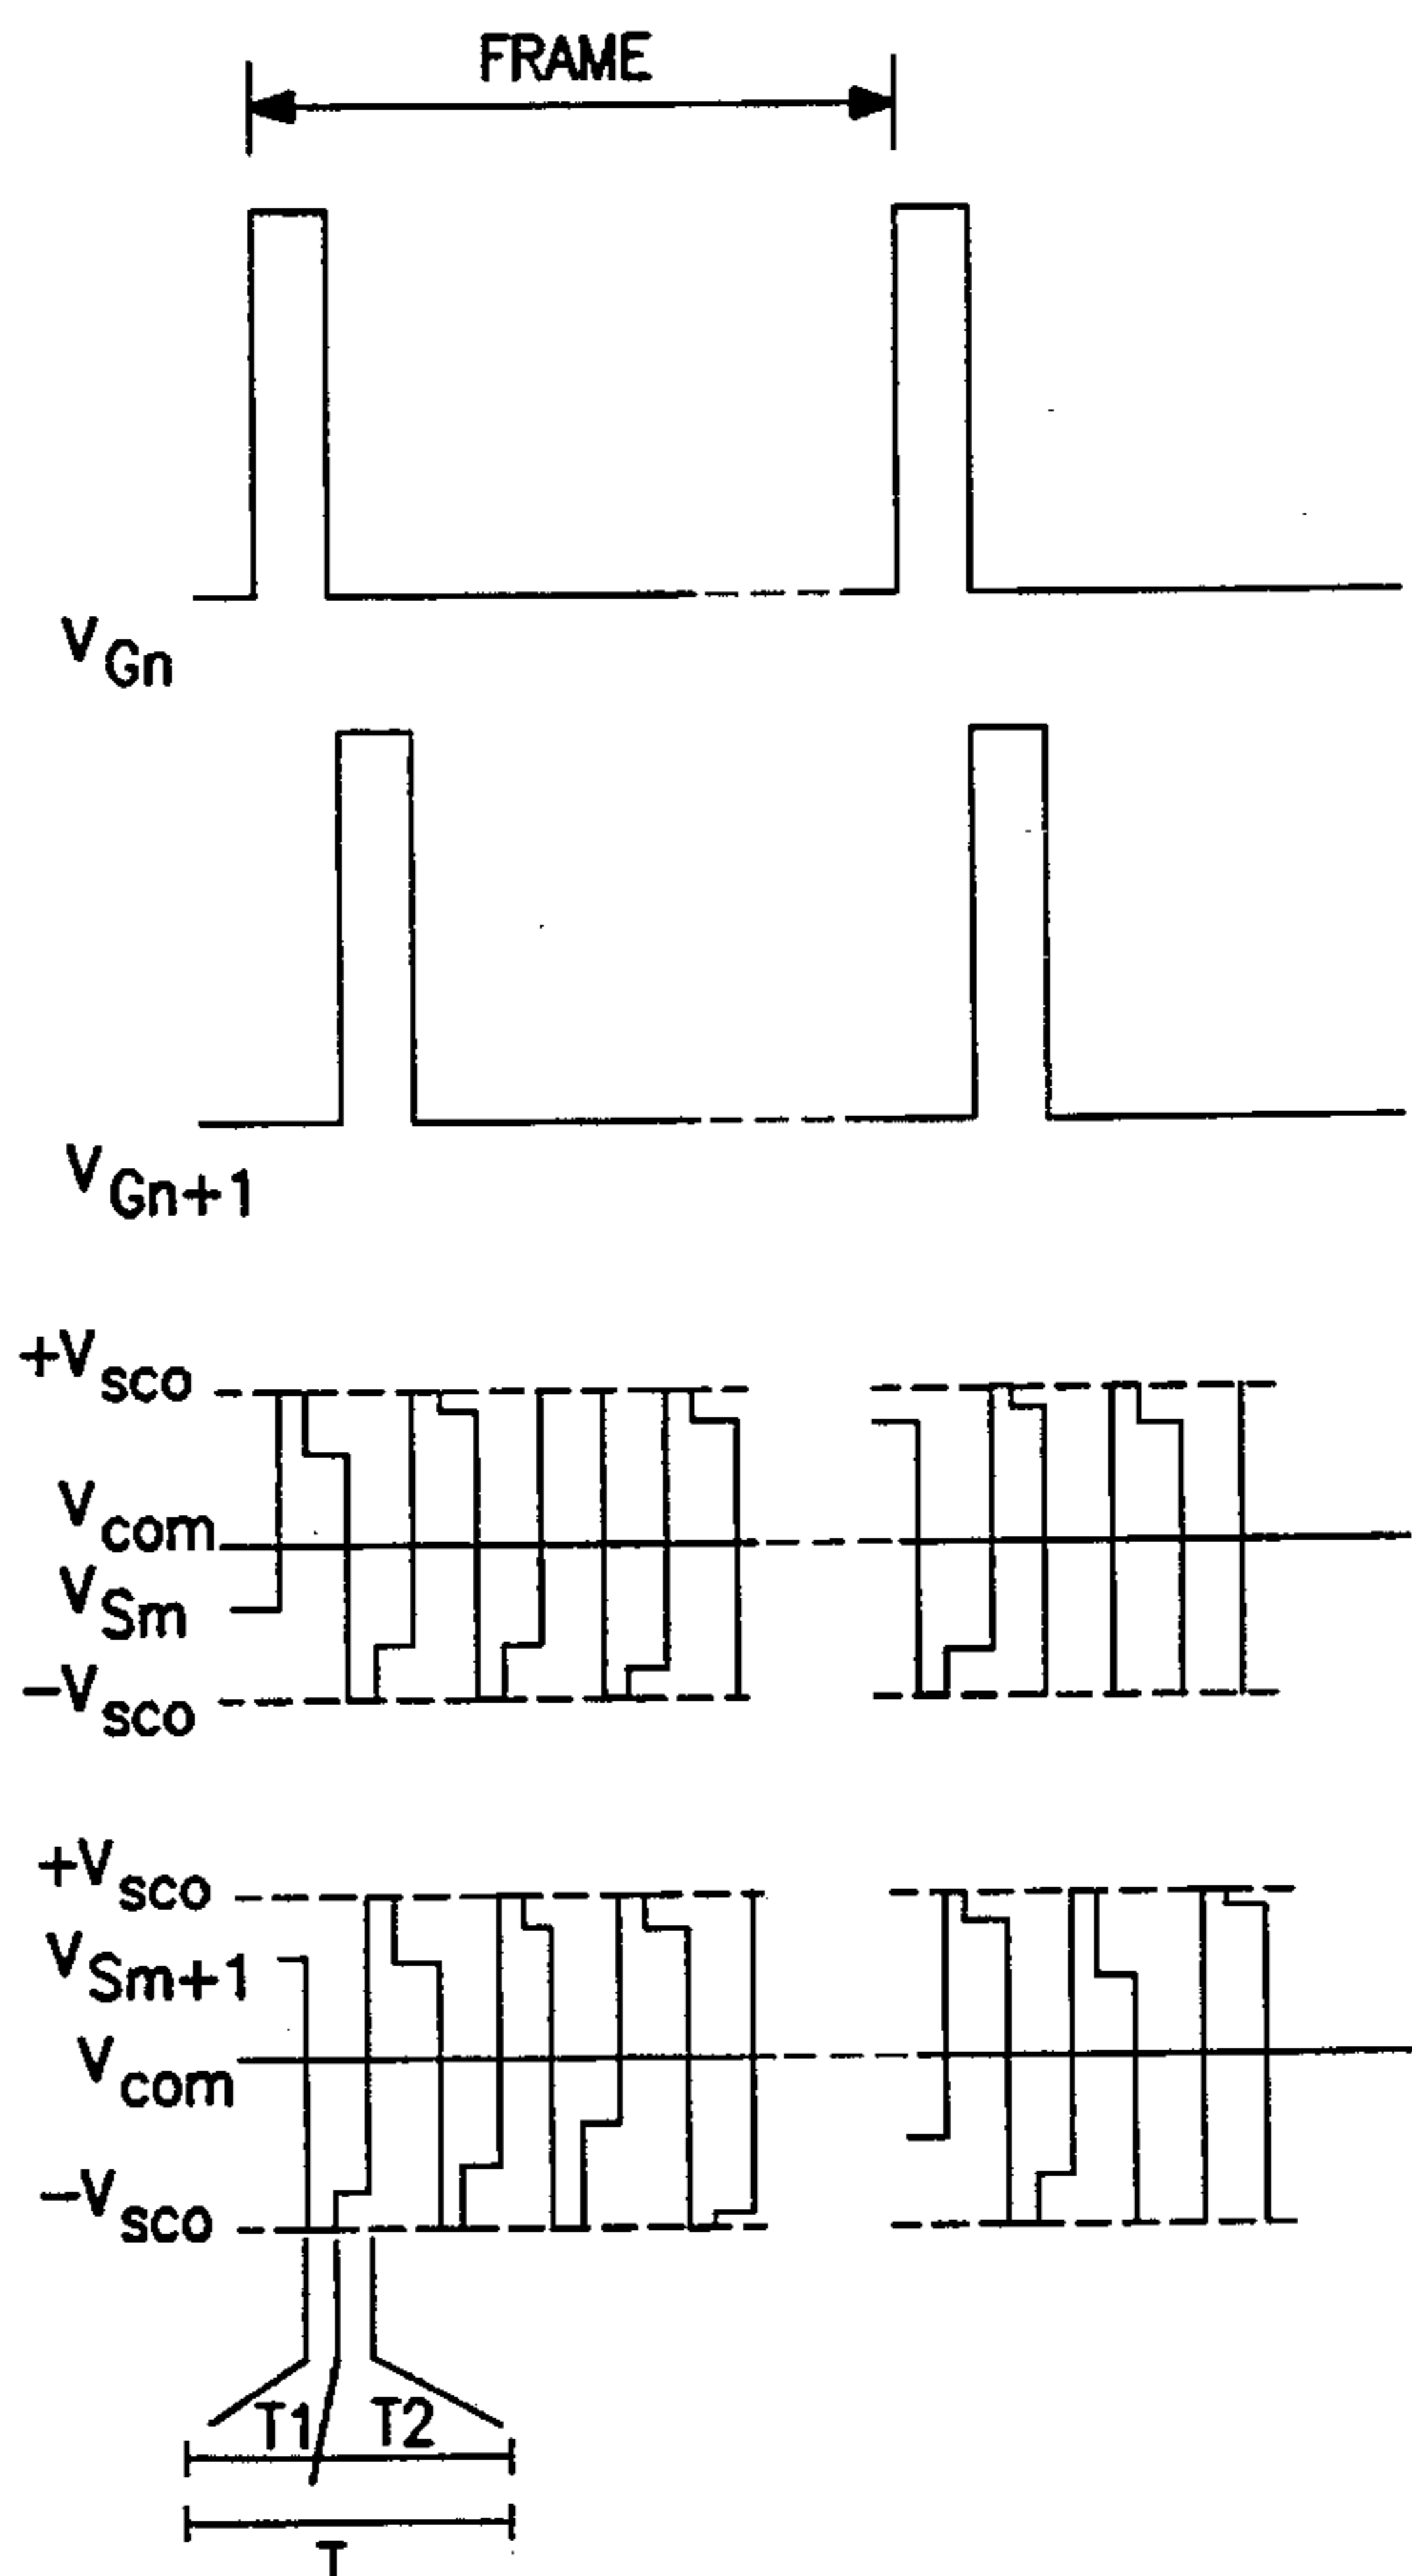 FRAME
VGn
VGn+1
+Vsco
Vcom
VSm
-Vsco
+Vsco
VSm+1
Vcom
-Vsco
T1 T2
T